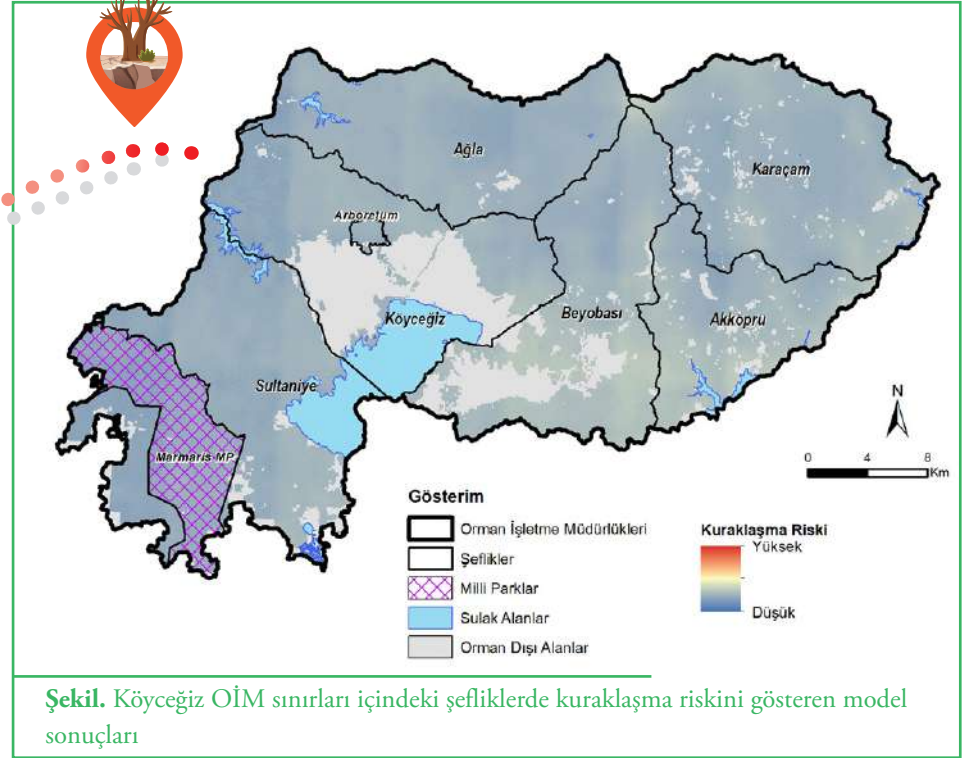 Ağla
Karaçam
Arboretum
Köyceğiz
Beyobası
Akköprü
Sultaniye
Marmaris MP
N
0 4 8
Km
Gösterim
Orman İşletme Müdürlükleri
Şeflikler
Milli Parklar
Sulak Alanlar
Orman Dışı Alanlar
Kuraklaşma Riski
Yüksek
Düşük
Şekil. Köyceğiz OİM sınırları içindeki şefliklerde kuraklaşma riskini gösteren model
sonuçları